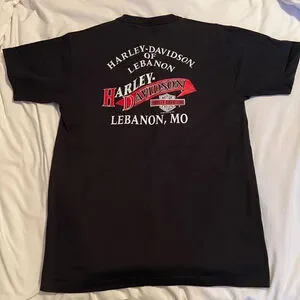 HARLEY-DAVIDSON
OF
LEBANON
HARLEY-
DAVIDSON
LEBANON, MO